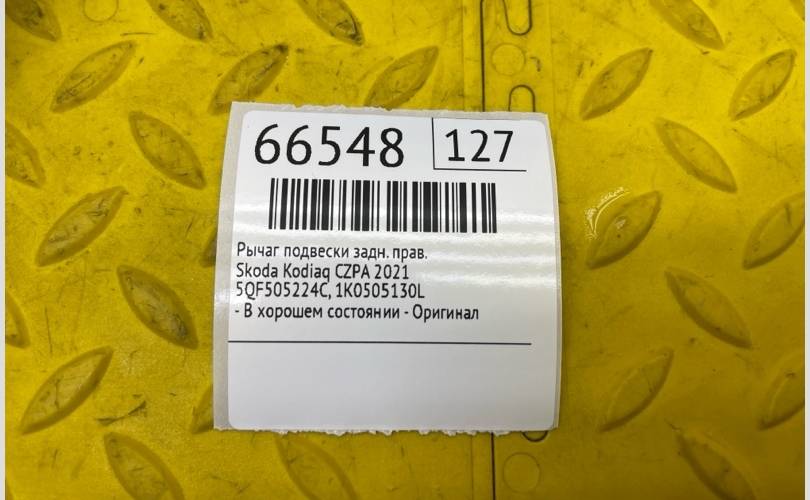 66548 127
Рычаг подвески задн. прав.
Skoda Kodiaq CZPA 2021
5QF505224C, 1K0505130L
- В хорошем состоянии - Оригинал